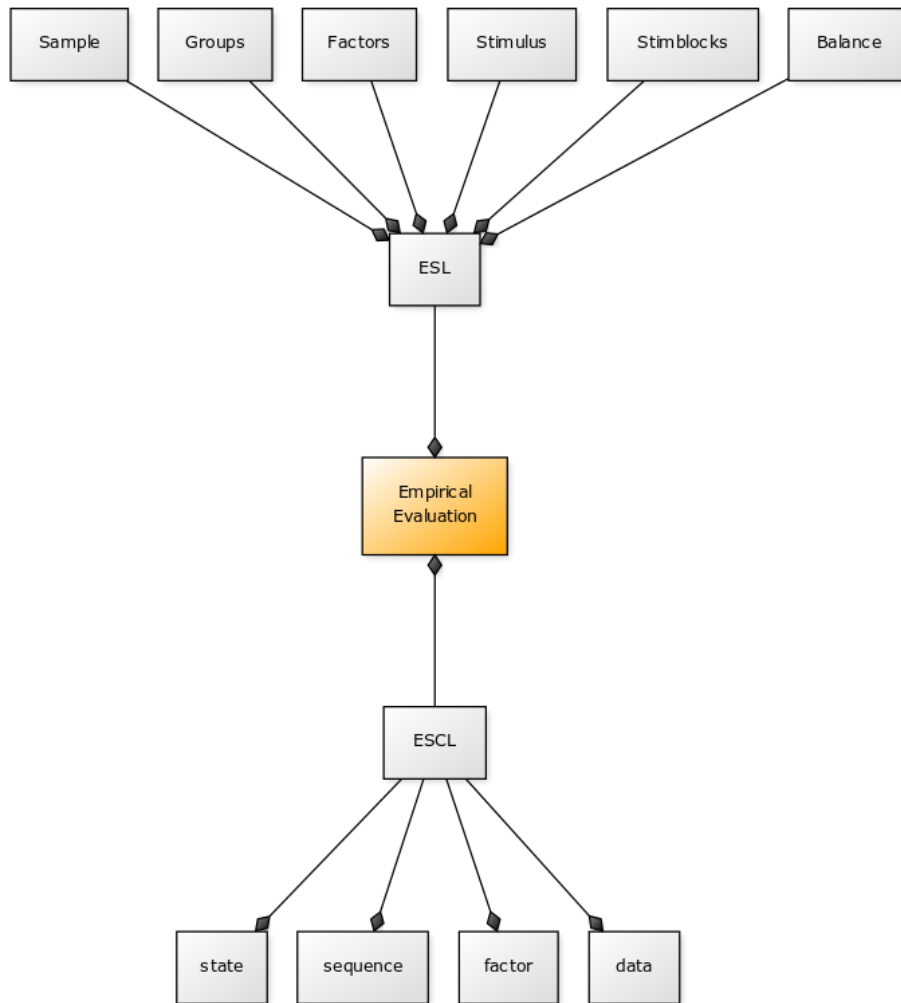 Sample
Groups
Factors
Stimulus
Stimblocks
Balance
ESL
Empirical
Evaluation
ESCL
state
sequence
factor
data